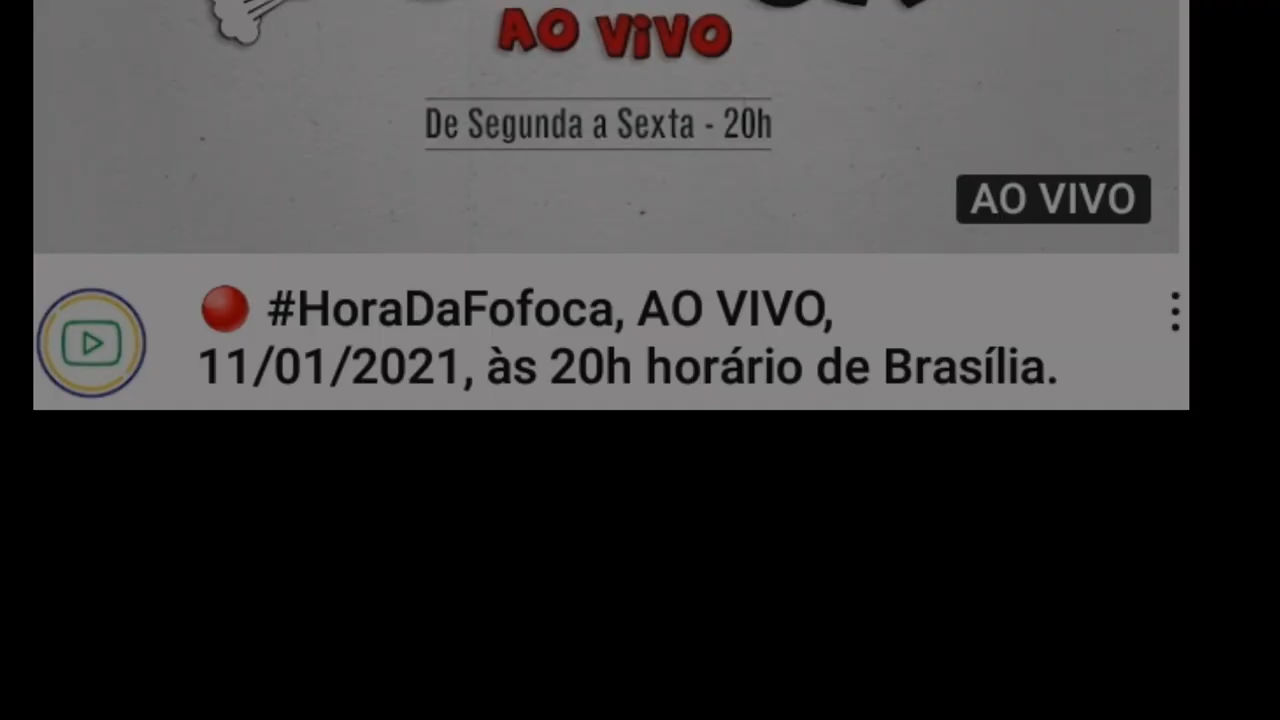 AO ViVO
De Segunda a Sexta - 20h
AO VIVO
#HoraDaFofoca, AO VIVO,
11/01/2021, às 20h horário de Brasília.